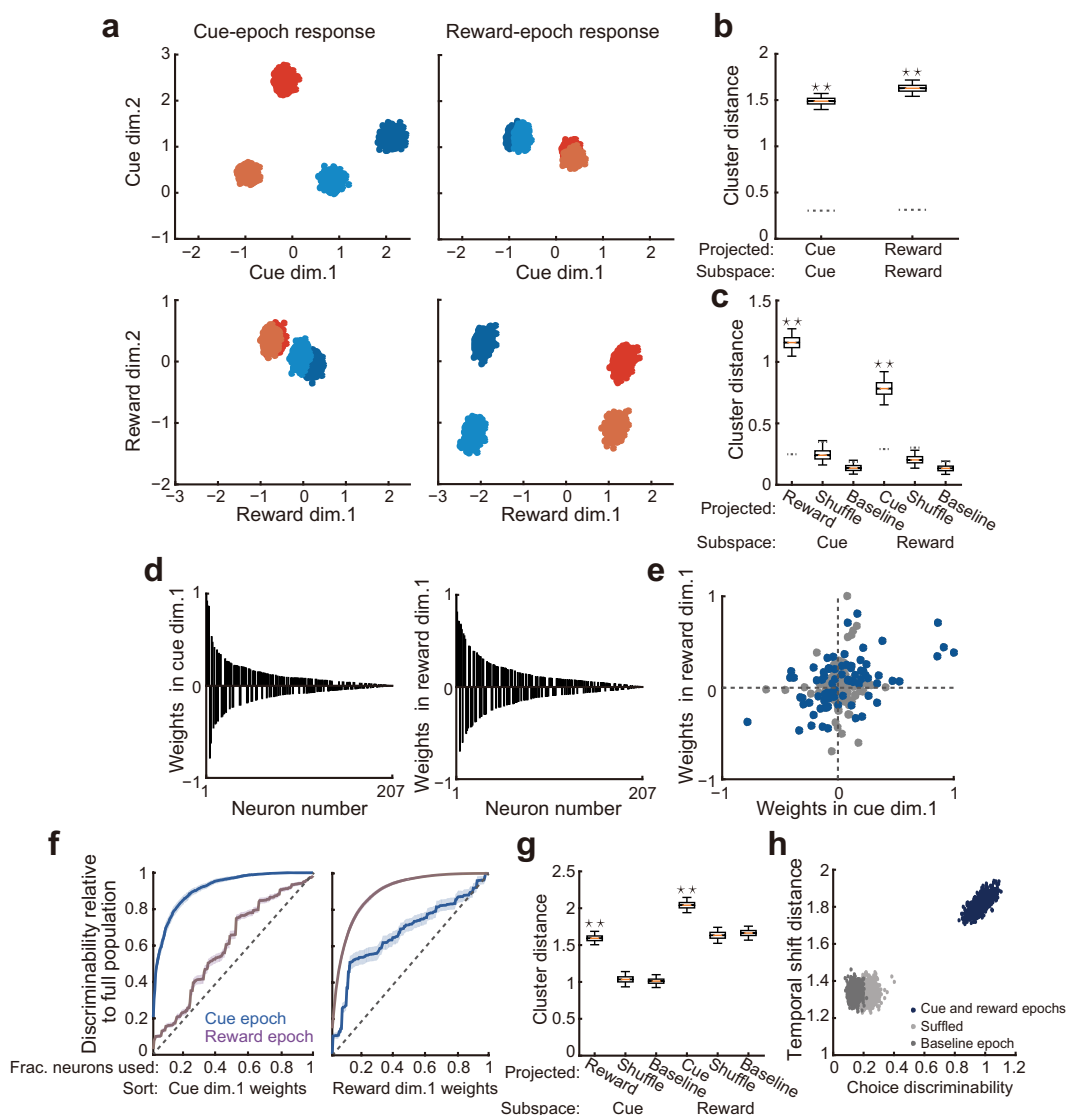 a
Cue-epoch response
Reward-epoch response
3
2
1
0
−1
Cue dim.2
−2 −1 0 1 2
Cue dim.1
−2 −1 0 1 2
Cue dim.1
1
0
−1
−2
Reward dim.2
−3 −2 −1 0 1 2
Reward dim.1
−3 −2 −1 0 1 2
Reward dim.1
b
2
1.5
1
0.5
0
Cluster distance
Projected: Cue Reward
Subspace: Cue Reward
c
1.5
1
0.5
0
Cluster distance
Projected: Reward Shuffle Baseline Cue Shuffle Baseline
Subspace: Cue Reward
d
1
0
−1
Weights in cue dim.1
1 207
Neuron number
1
0
−1
Weights in reward dim.1
1 207
Neuron number
e
1
0
−1
Weights in reward dim.1
−1 0 1
Weights in cue dim.1
f
Discriminability relative
to full population
1
0.8
0.6
0.4
0.2
0
Cue epoch
Reward epoch
Frac. neurons used: 0.2 0.4 0.6 0.8 1 0.2 0.4 0.6 0.8 1
Sort: Cue dim.1 weights Reward dim.1 weights
g
2.5
2
1.5
1
0.5
0
Cluster distance
Projected: Reward Shuffle Baseline Cue Shuffle Baseline
Subspace: Cue Reward
h
2
1.8
1.6
1.4
1.2
1
Temporal shift distance
Cue and reward epochs
Suffled
Baseline epoch
0 0.2 0.4 0.6 0.8 1 1.2
Choice discriminability